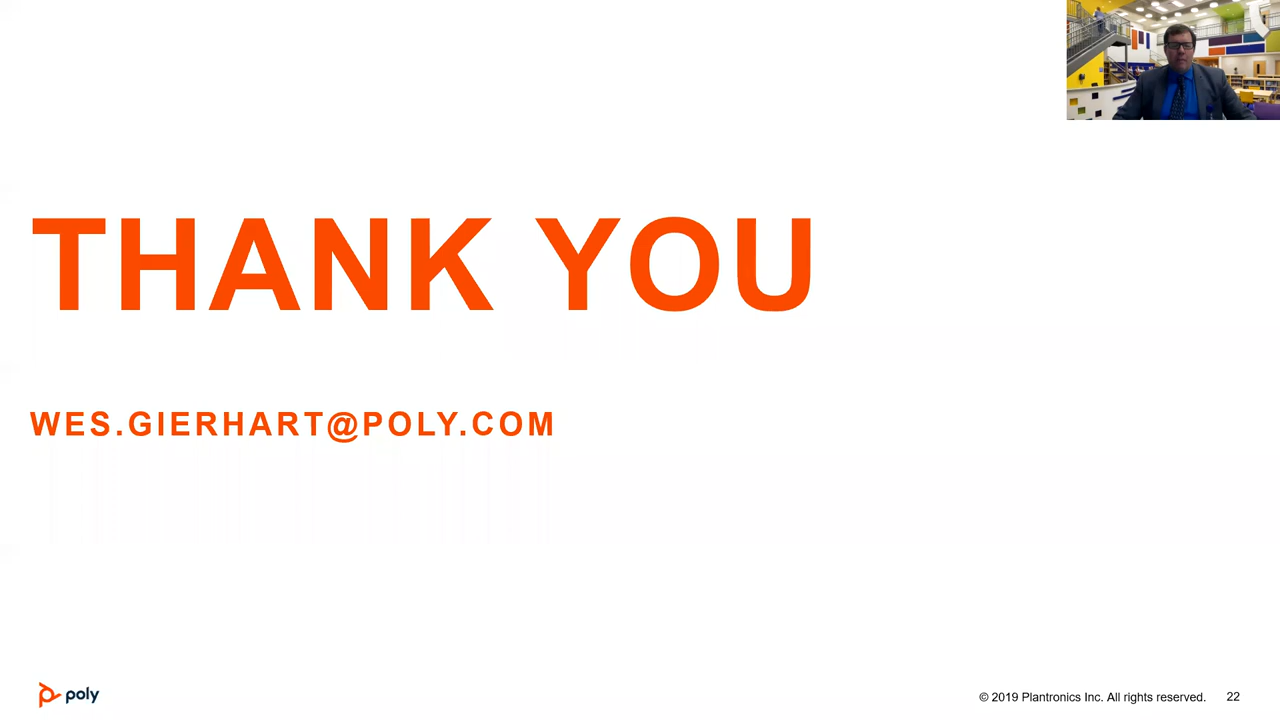 THANK YOU
WES.GIERHART@POLY.COM
poly
© 2019 Plantronics Inc. All rights reserved. 22